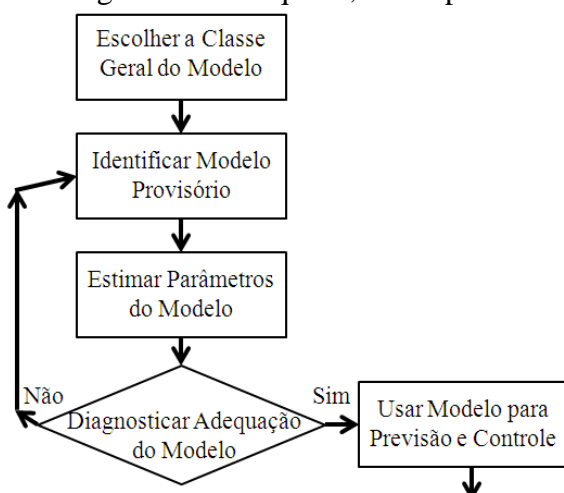 Escolher a Classe
Geral do Modelo
Identificar Modelo
Provisório
Estimar Parâmetros
do Modelo
Não
Sim
Diagnosticar Adequação
do Modelo
Usar Modelo para
Previsão e Controle